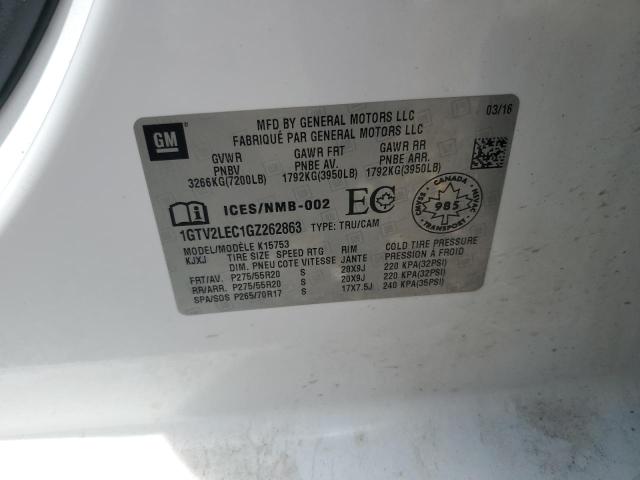 GM
MFD BY GENERAL MOTORS LLC 03/16
FABRIQUÉ PAR GENERAL MOTORS LLC
GVWR GAWR FRT GAWR RR
PNBV PNBE AV. PNBE ARR.
3266KG(7200LB) 1792KG(3950LB) 1792KG(3950LB)
ICES/NMB-002 EC CANADA 985
1GTV2LEC1GZ262863 TYPE: TRU/CAM
MODEL/MODÈLE K15753
KJXJ TIRE SIZE SPEED RTG RIM COLD TIRE PRESSURE
DIM. PNEU COTE VITESSE JANTE PRESSION À FROID
FRT/AV. P275/55R20 S 20X9J 220 KPA(32PSI)
RR/ARR. P275/55R20 S 20X9J 220 KPA(32PSI)
SPA/SOS P265/70R17 S 17X7.5J 240 KPA(35PSI)